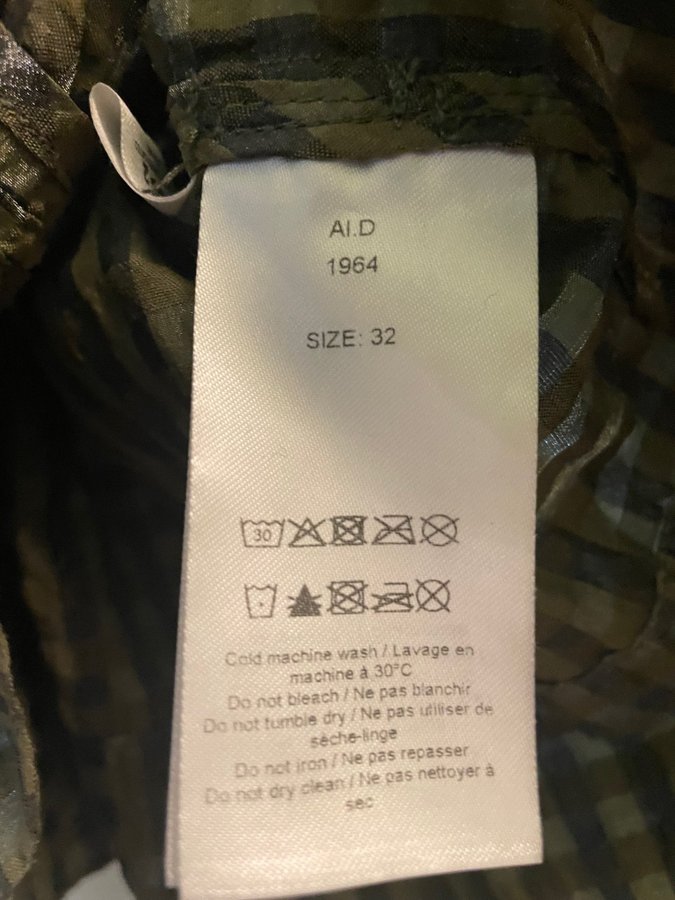 AI.D
1964
SIZE: 32
30
Cold machine wash / Lavage en
machine à 30°C
Do not bleach / Ne pas blanchir
Do not tumble dry / Ne pas utiliser de
sèche-linge
Do not iron / Ne pas repasser
Do not dry clean / Ne pas nettoyer à
sec